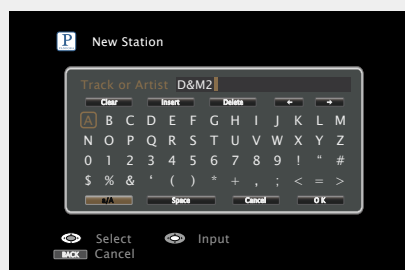 P New Station
Track or Artist D&M2
Clear Insert Delete ← →
A B C D E F G H I J K L M
N O P Q R S T U V W X Y Z
0 1 2 3 4 5 6 7 8 9 ! “ #
$ % & ‘ ( ) * + , ; < = >
a/A Space Cancel OK
Select Input
BACK Cancel